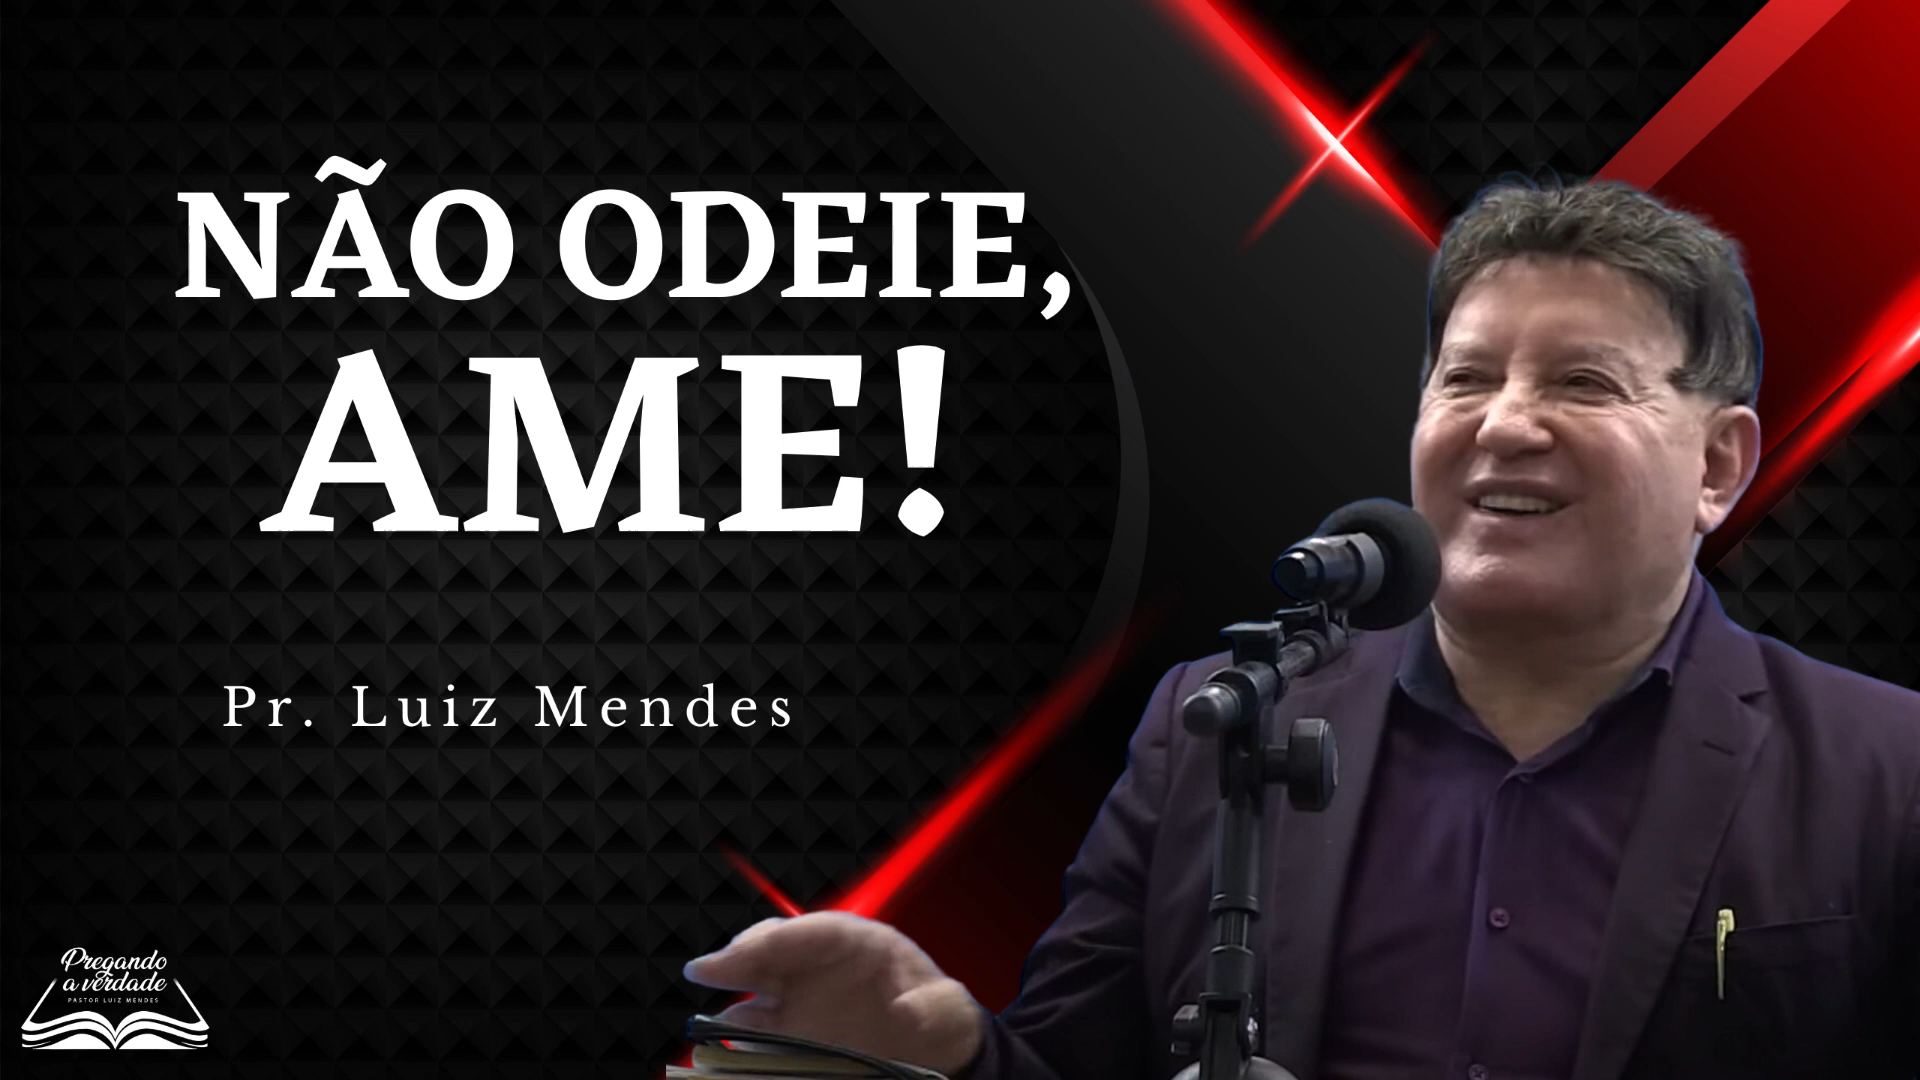 NÃO ODEIE,
AME!
Pr. Luiz Mendes
Pregando
a verdade
PASTOR LUIZ MENDES